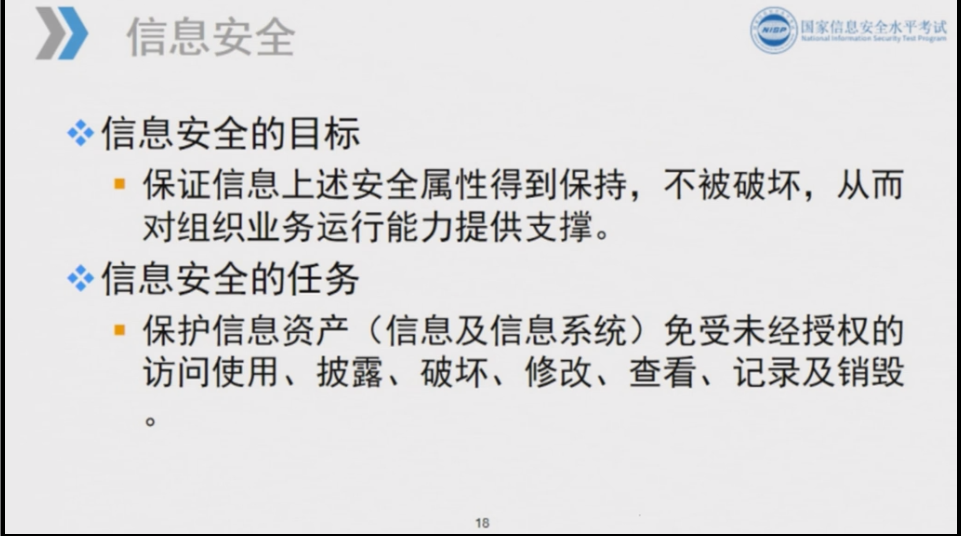 信息安全
NISP
国家信息安全水平考试
National Information Security Test Program
信息安全的目标
保证信息上述安全属性得到保持，不被破坏，从而
对组织业务运行能力提供支撑。
信息安全的任务
保护信息资产（信息及信息系统）免受未经授权的
访问使用、披露、破坏、修改、查看、记录及销毁
。
18